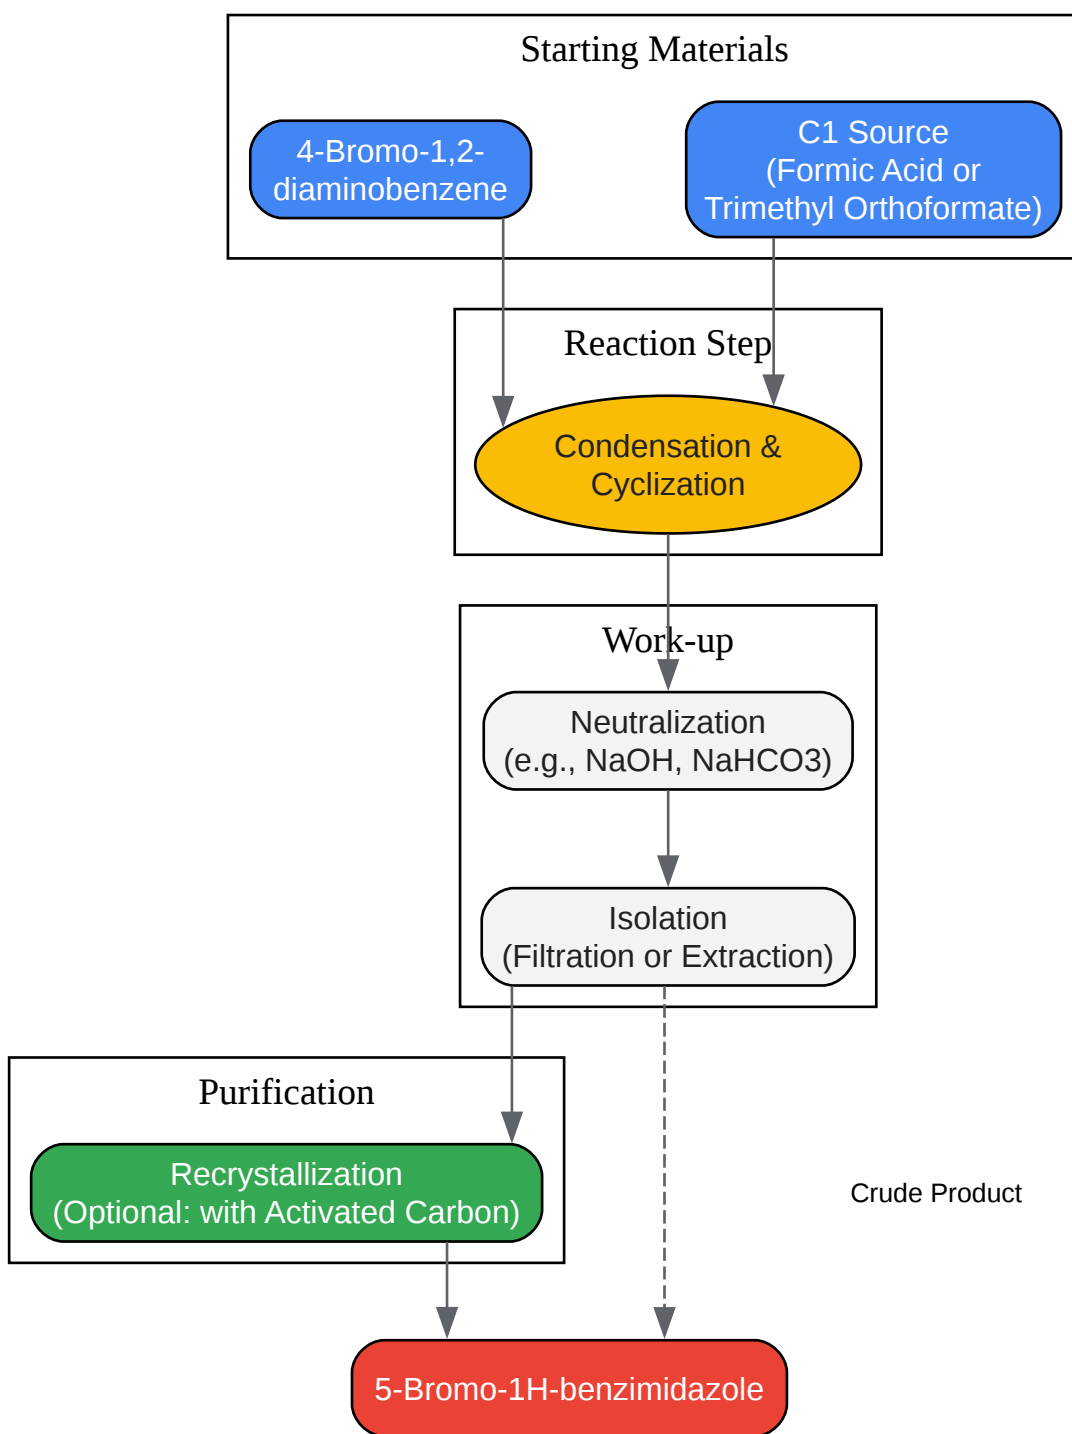 Starting Materials
4-Bromo-1,2-
diaminobenzene
C1 Source
(Formic Acid or
Trimethyl Orthoformate)
Reaction Step
Condensation &
Cyclization
Work-up
Neutralization
(e.g., NaOH, NaHCO3)
Isolation
(Filtration or Extraction)
Purification
Recrystallization
(Optional: with Activated Carbon)
Crude Product
5-Bromo-1H-benzimidazole